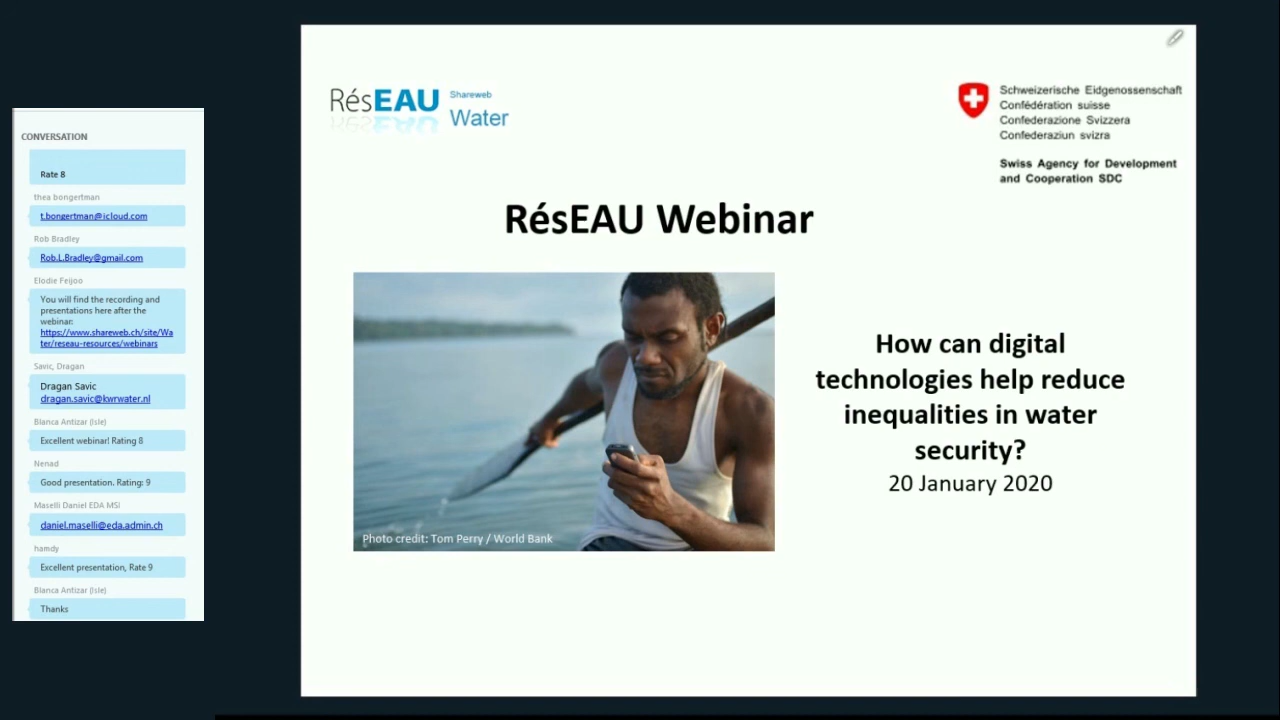 CONVERSATION
Rate 8
thea bongertman
t.bongertman@icloud.com
Rob Bradley
Rob.L.Bradley@gmail.com
Elodie Feijoo
You will find the recording and
presentations here after the
webinar:
https://www.shareweb.ch/site/Wa
ter/reseau-resources/webinars
Savic, Dragan
Dragan Savic
dragan.savic@kwrwater.nl
Blanca Antizar (Isle)
Excellent webinar! Rating 8
Nenad
Good presentation. Rating: 9
Maselli Daniel EDA MSI
daniel.maselli@eda.admin.ch
hamdy
Excellent presentation, Rate 9
Blanca Antizar (Isle)
Thanks
RésEAU
Shareweb
Water
Schweizerische Eidgenossenschaft
Confédération suisse
Confederazione Svizzera
Confederaziun svizra
Swiss Agency for Development
and Cooperation SDC
RésEAU Webinar
Photo credit: Tom Perry / World Bank
How can digital
technologies help reduce
inequalities in water
security?
20 January 2020